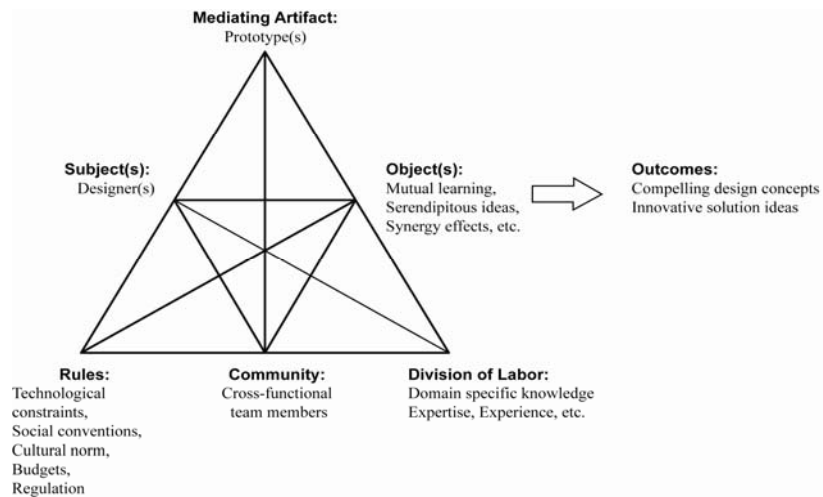 Mediating Artifact:
Prototype(s)
Subject(s):
Designer(s)
Object(s):
Mutual learning,
Serendipitous ideas,
Synergy effects, etc.
Outcomes:
Compelling design concepts
Innovative solution ideas
Rules:
Technological
constraints,
Social conventions,
Cultural norm,
Budgets,
Regulation
Community:
Cross-functional
team members
Division of Labor:
Domain specific knowledge
Expertise, Experience, etc.